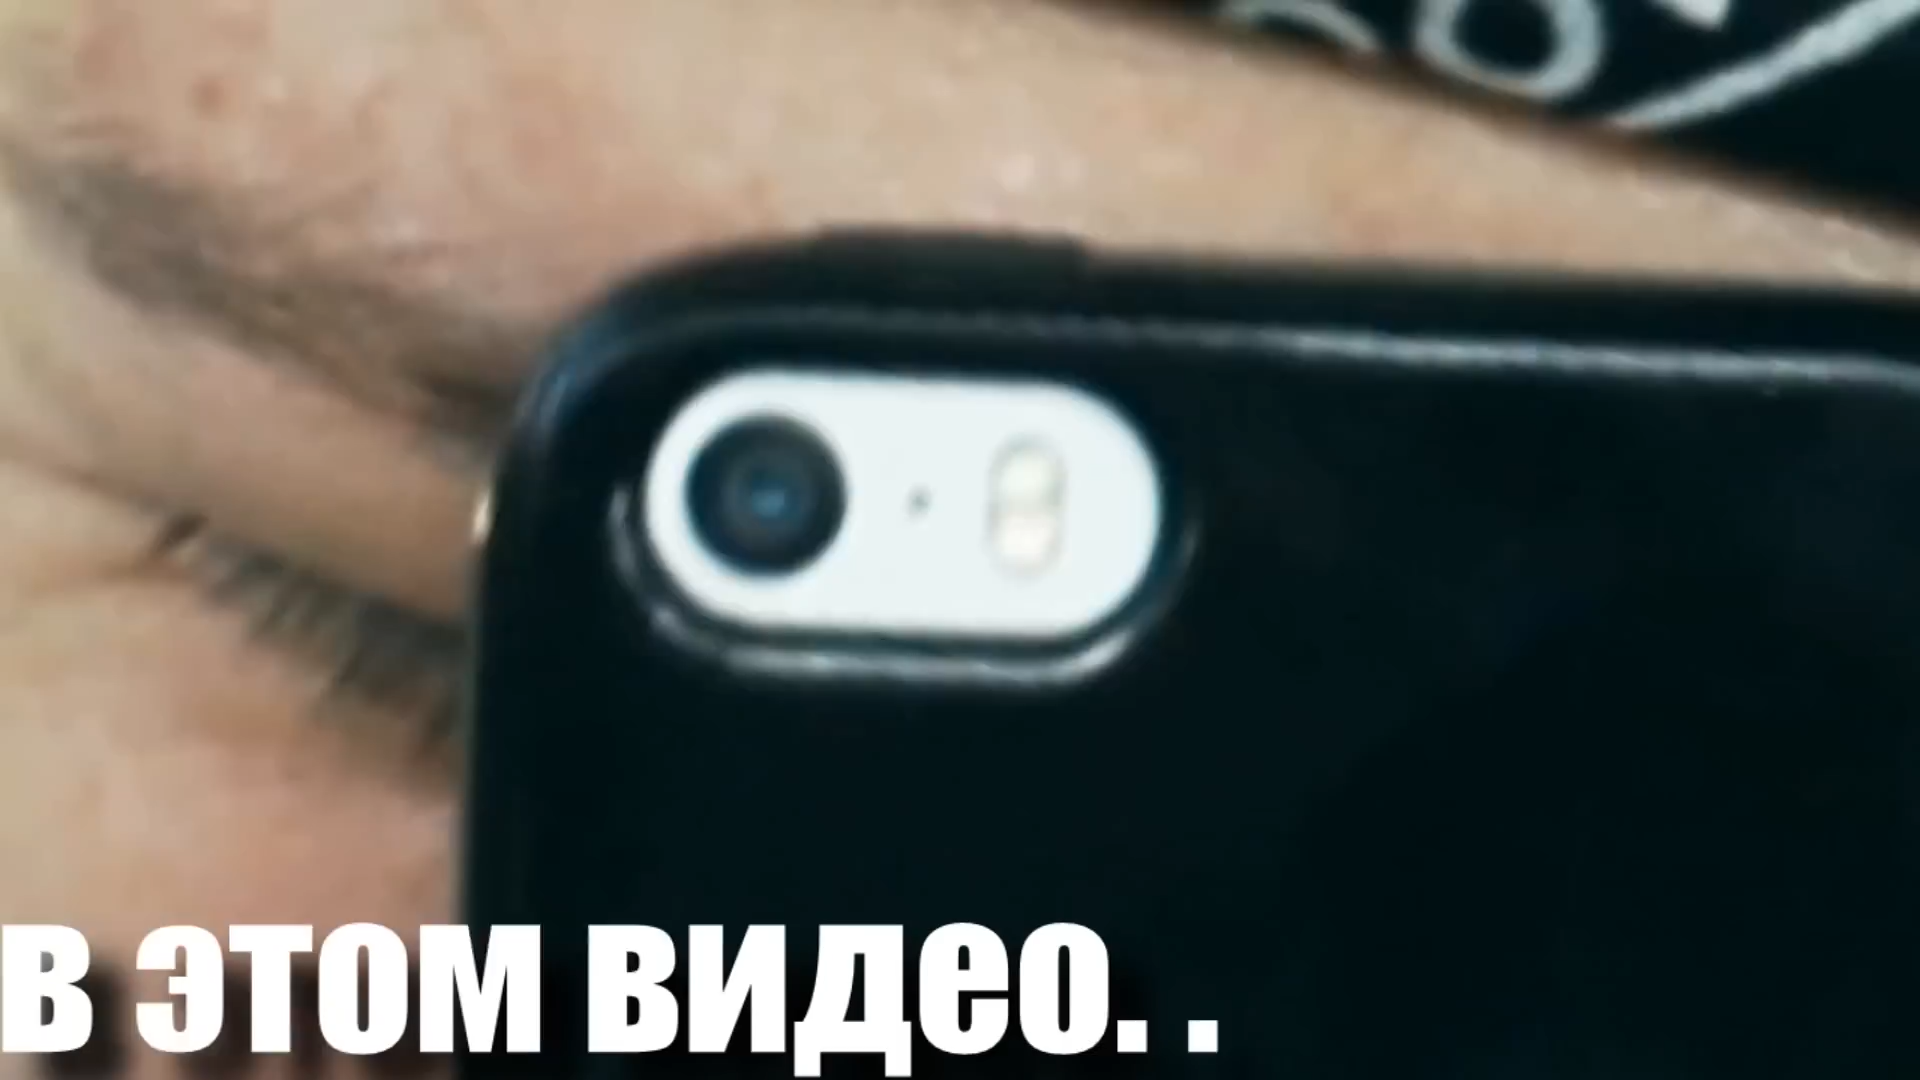 в этом видео. .